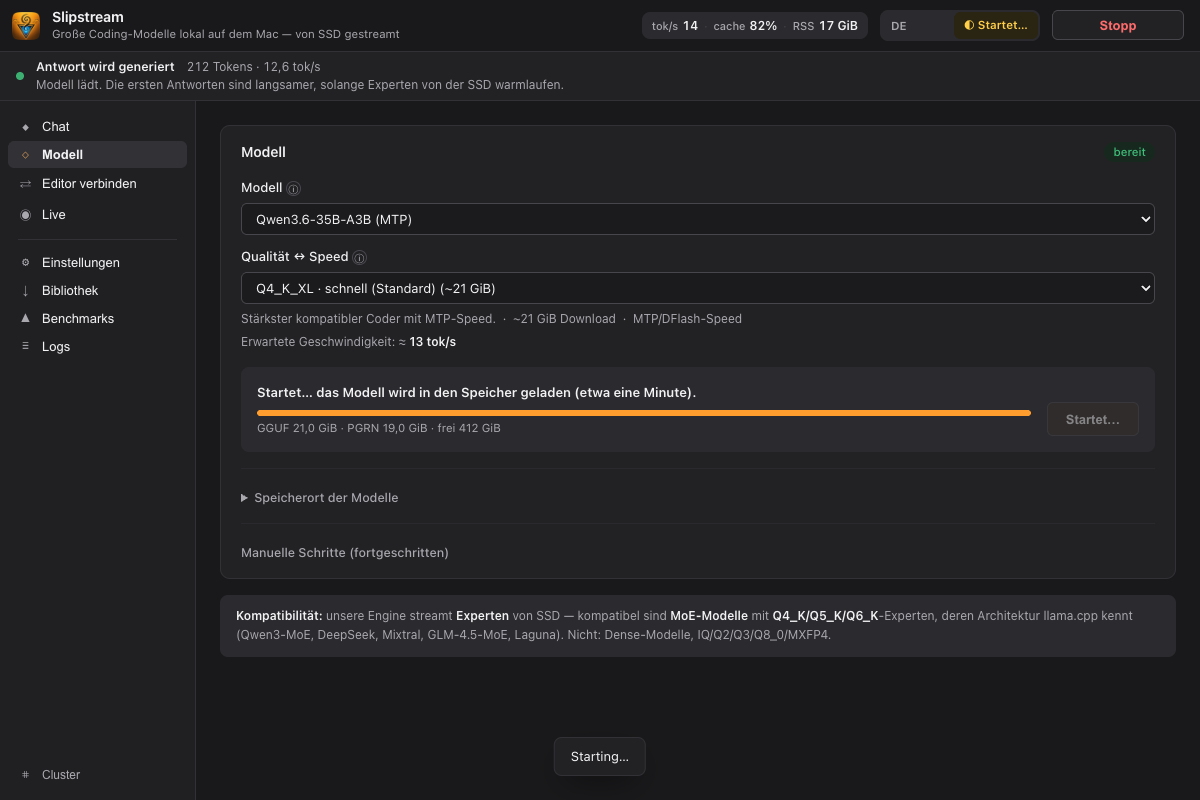 Slipstream
Große Coding-Modelle lokal auf dem Mac — von SSD gestreamt
tok/s 14 · cache 82% · RSS 17 GiB
DE
Startet…
Stopp
Antwort wird generiert 212 Tokens · 12,6 tok/s
Modell lädt. Die ersten Antworten sind langsamer, solange Experten von der SSD warmlaufen.
Chat
Modell
Editor verbinden
Live
Einstellungen
Bibliothek
Benchmarks
Logs
Cluster
Modell
bereit
Modell
Qwen3.6-35B-A3B (MTP)
Qualität ↔ Speed
Q4_K_XL · schnell (Standard) (~21 GiB)
Stärkster kompatibler Coder mit MTP-Speed. · ~21 GiB Download · MTP/DFlash-Speed
Erwartete Geschwindigkeit: ≈ 13 tok/s
Startet… das Modell wird in den Speicher geladen (etwa eine Minute).
GGUF 21,0 GiB · PGRN 19,0 GiB · frei 412 GiB
Startet…
Speicherort der Modelle
Manuelle Schritte (fortgeschritten)
Kompatibilität: unsere Engine streamt Experten von SSD — kompatibel sind MoE-Modelle mit Q4_K/Q5_K/Q6_K-Experten, deren Architektur llama.cpp kennt
(Qwen3-MoE, DeepSeek, Mixtral, GLM-4.5-MoE, Laguna). Nicht: Dense-Modelle, IQ/Q2/Q3/Q8_0/MXFP4.
Starting…